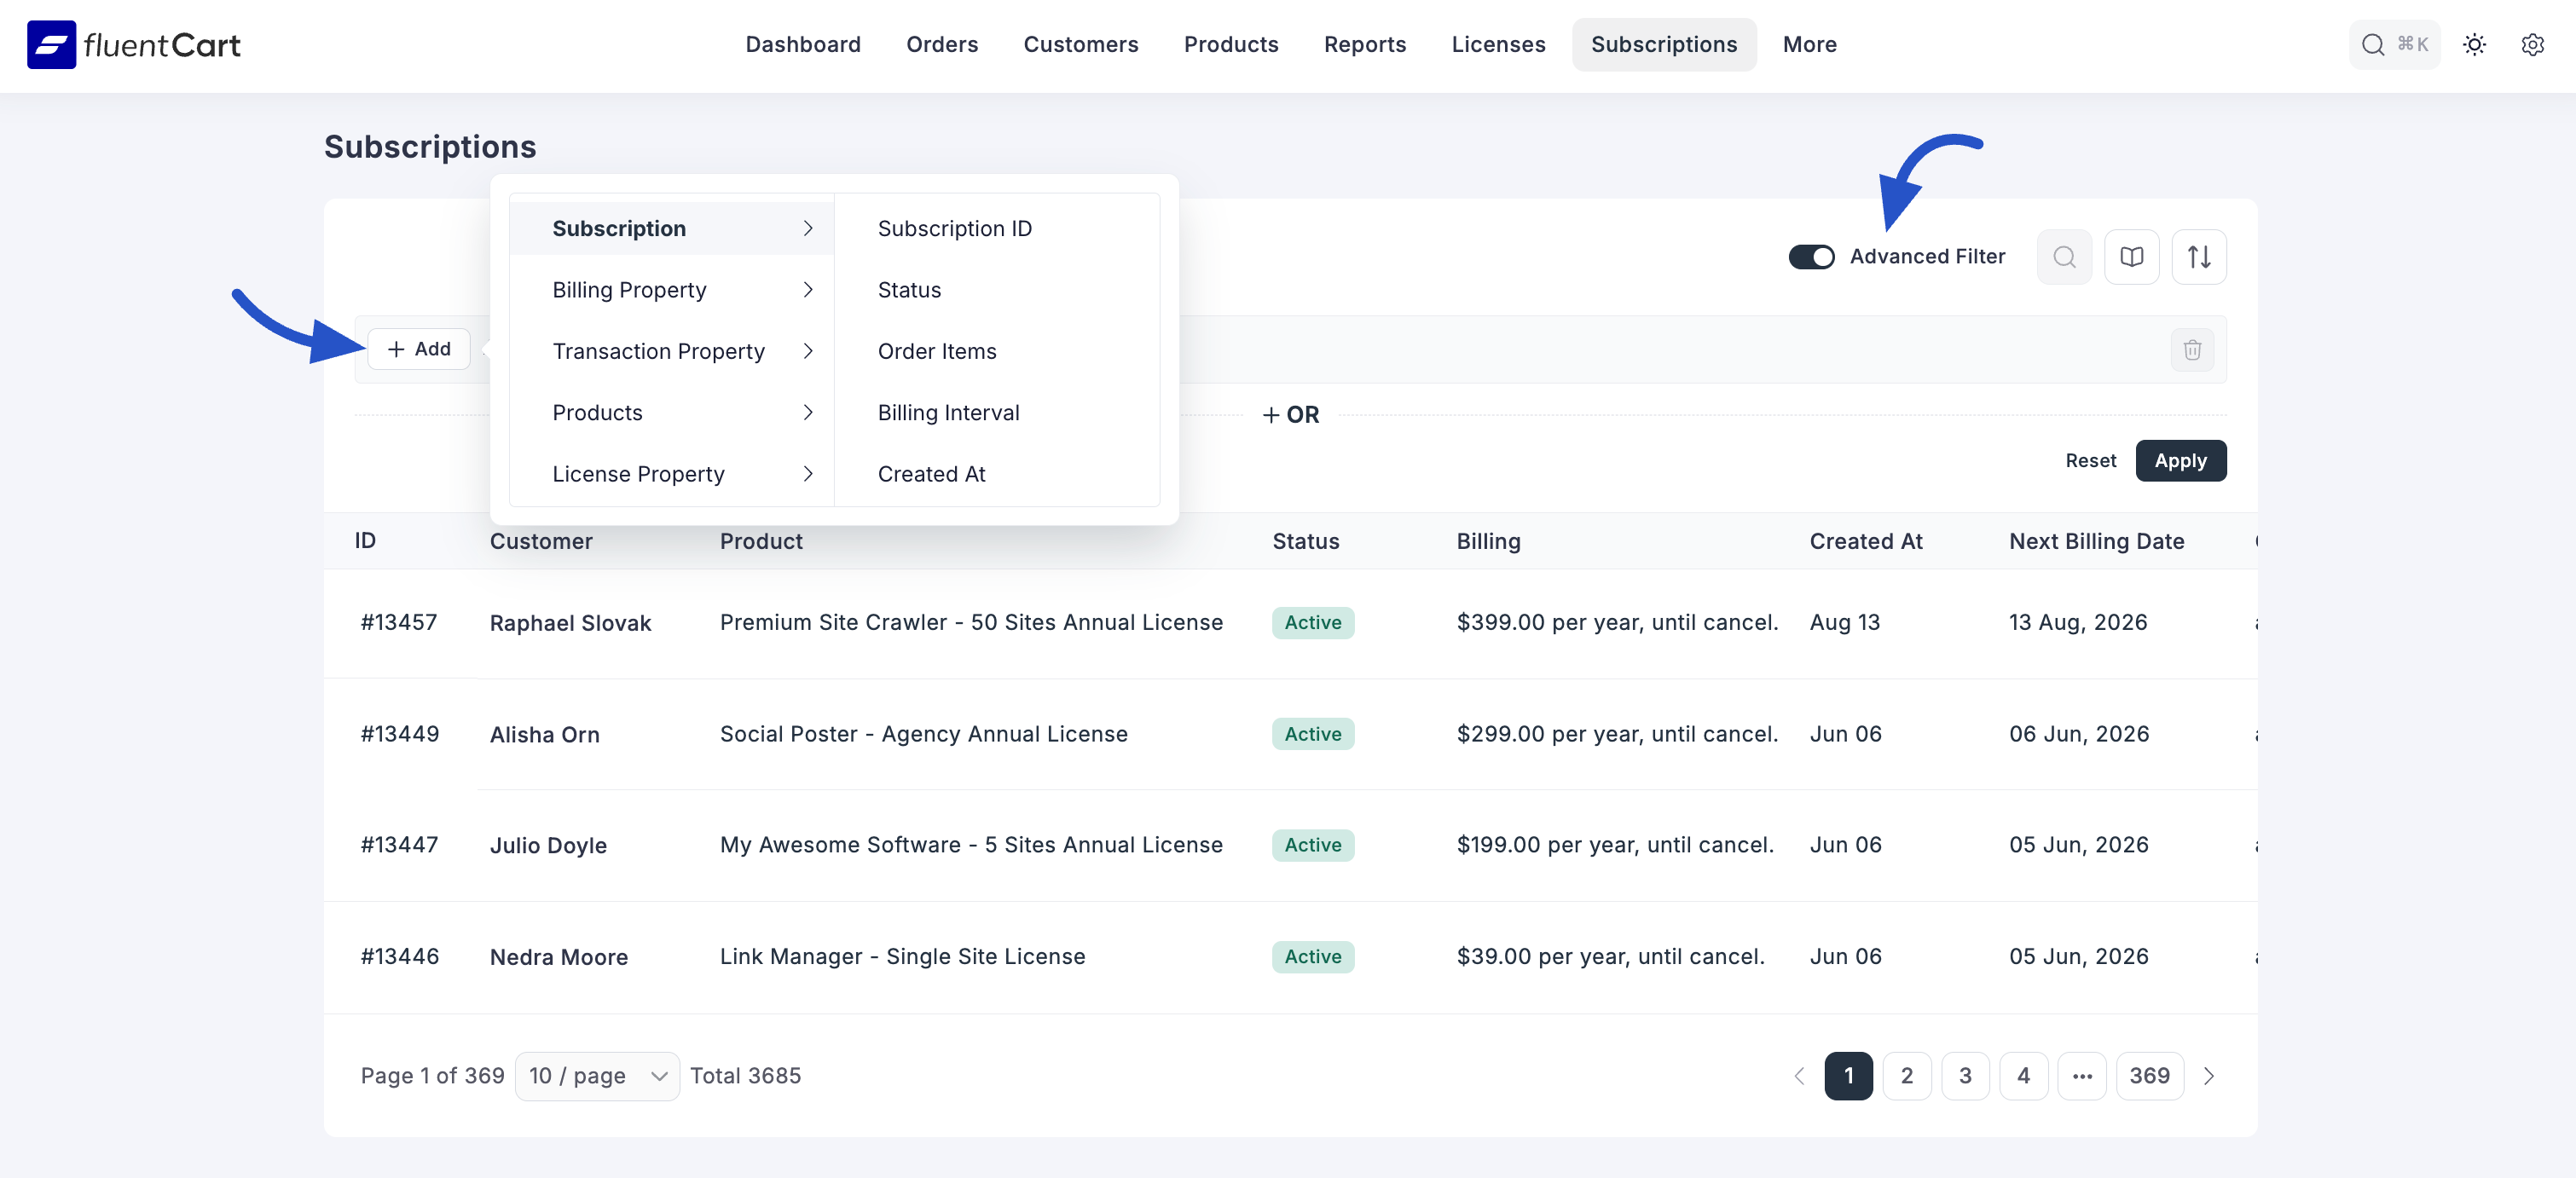 fluentCart Dashboard Orders Customers Products Reports Licenses Subscriptions More ⌘K
Subscriptions
Subscription Subscription ID
Advanced Filter
Billing Property Status
+ Add
Transaction Property Order Items
Products Billing Interval
+ OR
License Property Created At
Reset Apply
ID Customer Product Status Billing Created At Next Billing Date
#13457 Raphael Slovak Premium Site Crawler - 50 Sites Annual License Active $399.00 per year, until cancel. Aug 13 13 Aug, 2026
#13449 Alisha Orn Social Poster - Agency Annual License Active $299.00 per year, until cancel. Jun 06 06 Jun, 2026
#13447 Julio Doyle My Awesome Software - 5 Sites Annual License Active $199.00 per year, until cancel. Jun 06 05 Jun, 2026
#13446 Nedra Moore Link Manager - Single Site License Active $39.00 per year, until cancel. Jun 06 05 Jun, 2026
Page 1 of 369 10 / page Total 3685 1 2 3 4 ••• 369